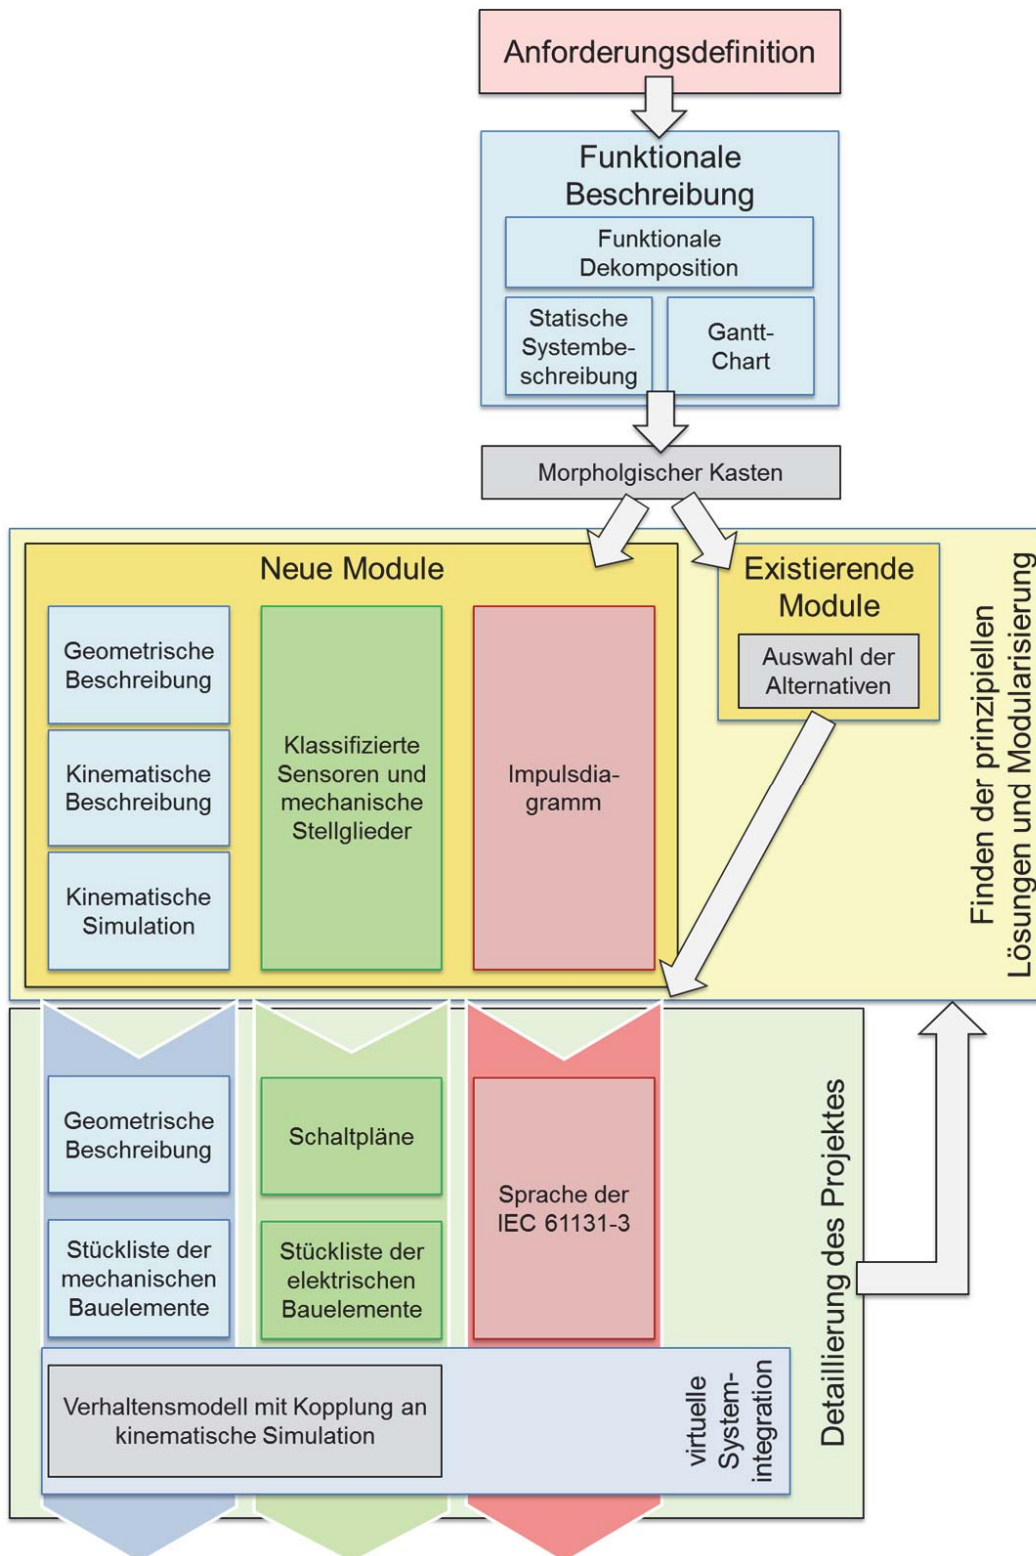 Anforderungsdefinition
Funktionale
Beschreibung
Funktionale
Dekomposition
Statische
Systembe-
schreibung
Gantt-
Chart
Morpholgischer Kasten
Neue Module
Geometrische
Beschreibung
Kinematische
Beschreibung
Kinematische
Simulation
Klassifizierte
Sensoren und
mechanische
Stellglieder
Impulsdia-
gramm
Existierende
Module
Auswahl der
Alternativen
Finden der prinzipiellen
Lösungen und Modularisierung
Geometrische
Beschreibung
Stückliste der
mechanischen
Bauelemente
Schaltpläne
Stückliste der
elektrischen
Bauelemente
Sprache der
IEC 61131-3
Verhaltensmodell mit Kopplung an
kinematische Simulation
virtuelle
System-
integration
Detaillierung des Projektes